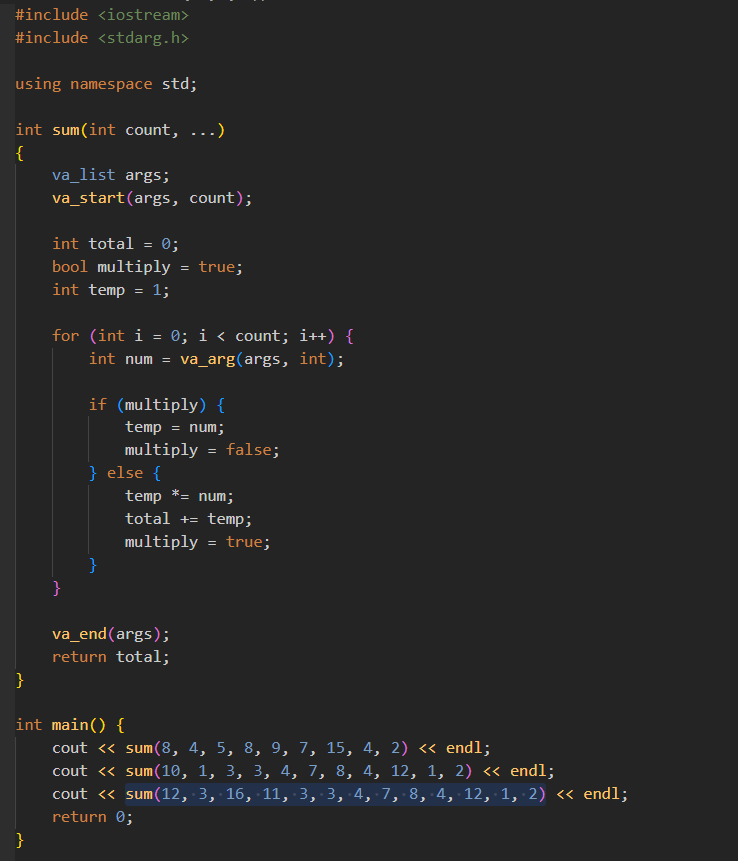 #include <iostream>
#include <stdarg.h>

using namespace std;

int sum(int count, ...)
{
    va_list args;
    va_start(args, count);

    int total = 0;
    bool multiply = true;
    int temp = 1;

    for (int i = 0; i < count; i++) {
        int num = va_arg(args, int);

        if (multiply) {
            temp = num;
            multiply = false;
        } else {
            temp *= num;
            total += temp;
            multiply = true;
        }
    }

    va_end(args);
    return total;
}

int main() {
    cout << sum(8, 4, 5, 8, 9, 7, 15, 4, 2) << endl;
    cout << sum(10, 1, 3, 3, 4, 7, 8, 4, 12, 1, 2) << endl;
    cout << sum(12, 3, 16, 11, 3, 3, 4, 7, 8, 4, 12, 1, 2) << endl;
    return 0;
}